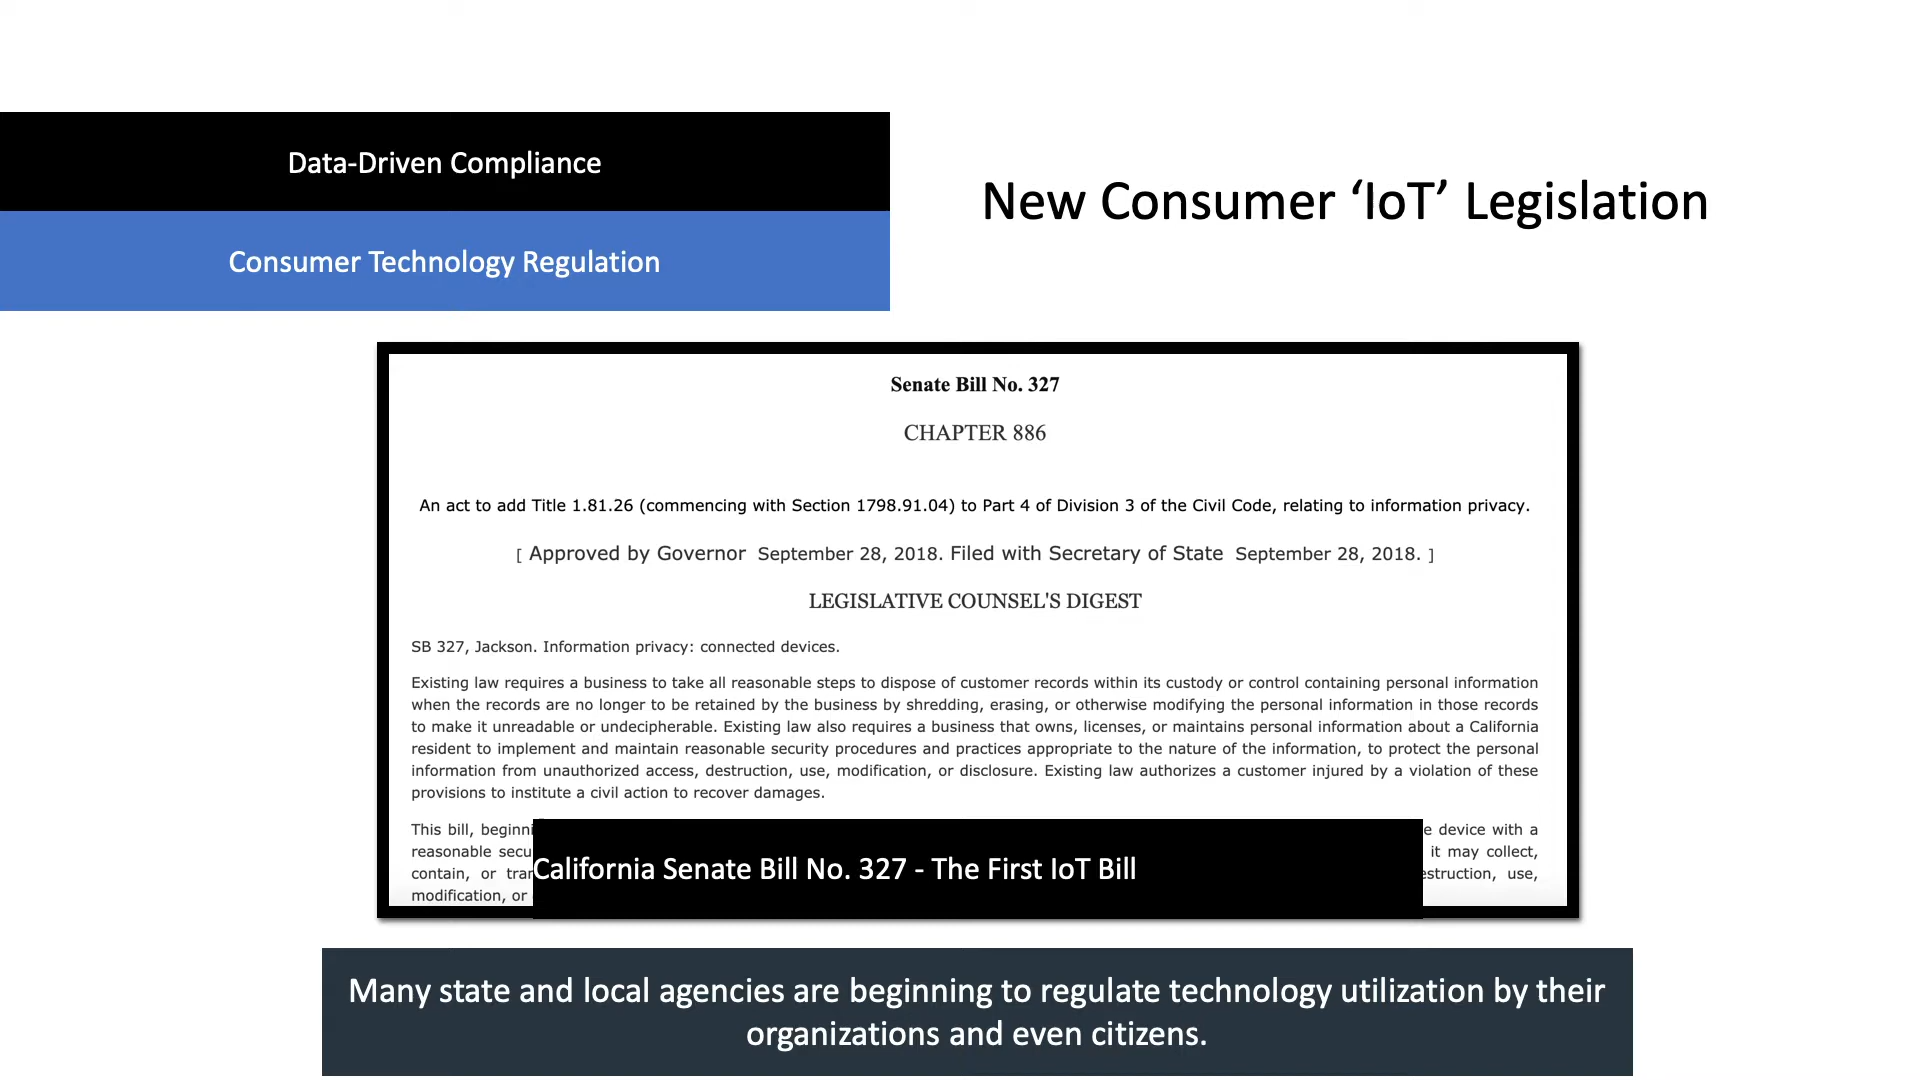 Data-Driven Compliance
Consumer Technology Regulation
New Consumer ‘IoT’ Legislation
Senate Bill No. 327
CHAPTER 886
An act to add Title 1.81.26 (commencing with Section 1798.91.04) to Part 4 of Division 3 of the Civil Code, relating to information privacy.
[ Approved by Governor September 28, 2018. Filed with Secretary of State September 28, 2018. ]
LEGISLATIVE COUNSEL'S DIGEST
SB 327, Jackson. Information privacy: connected devices.
Existing law requires a business to take all reasonable steps to dispose of customer records within its custody or control containing personal information
when the records are no longer to be retained by the business by shredding, erasing, or otherwise modifying the personal information in those records
to make it unreadable or undecipherable. Existing law also requires a business that owns, licenses, or maintains personal information about a California
resident to implement and maintain reasonable security procedures and practices appropriate to the nature of the information, to protect the personal
information from unauthorized access, destruction, use, modification, or disclosure. Existing law authorizes a customer injured by a violation of these
provisions to institute a civil action to recover damages.
This bill, device with a
reasonable it may collect,
contain, or use,
modification, or
California Senate Bill No. 327 - The First IoT Bill
Many state and local agencies are beginning to regulate technology utilization by their
organizations and even citizens.